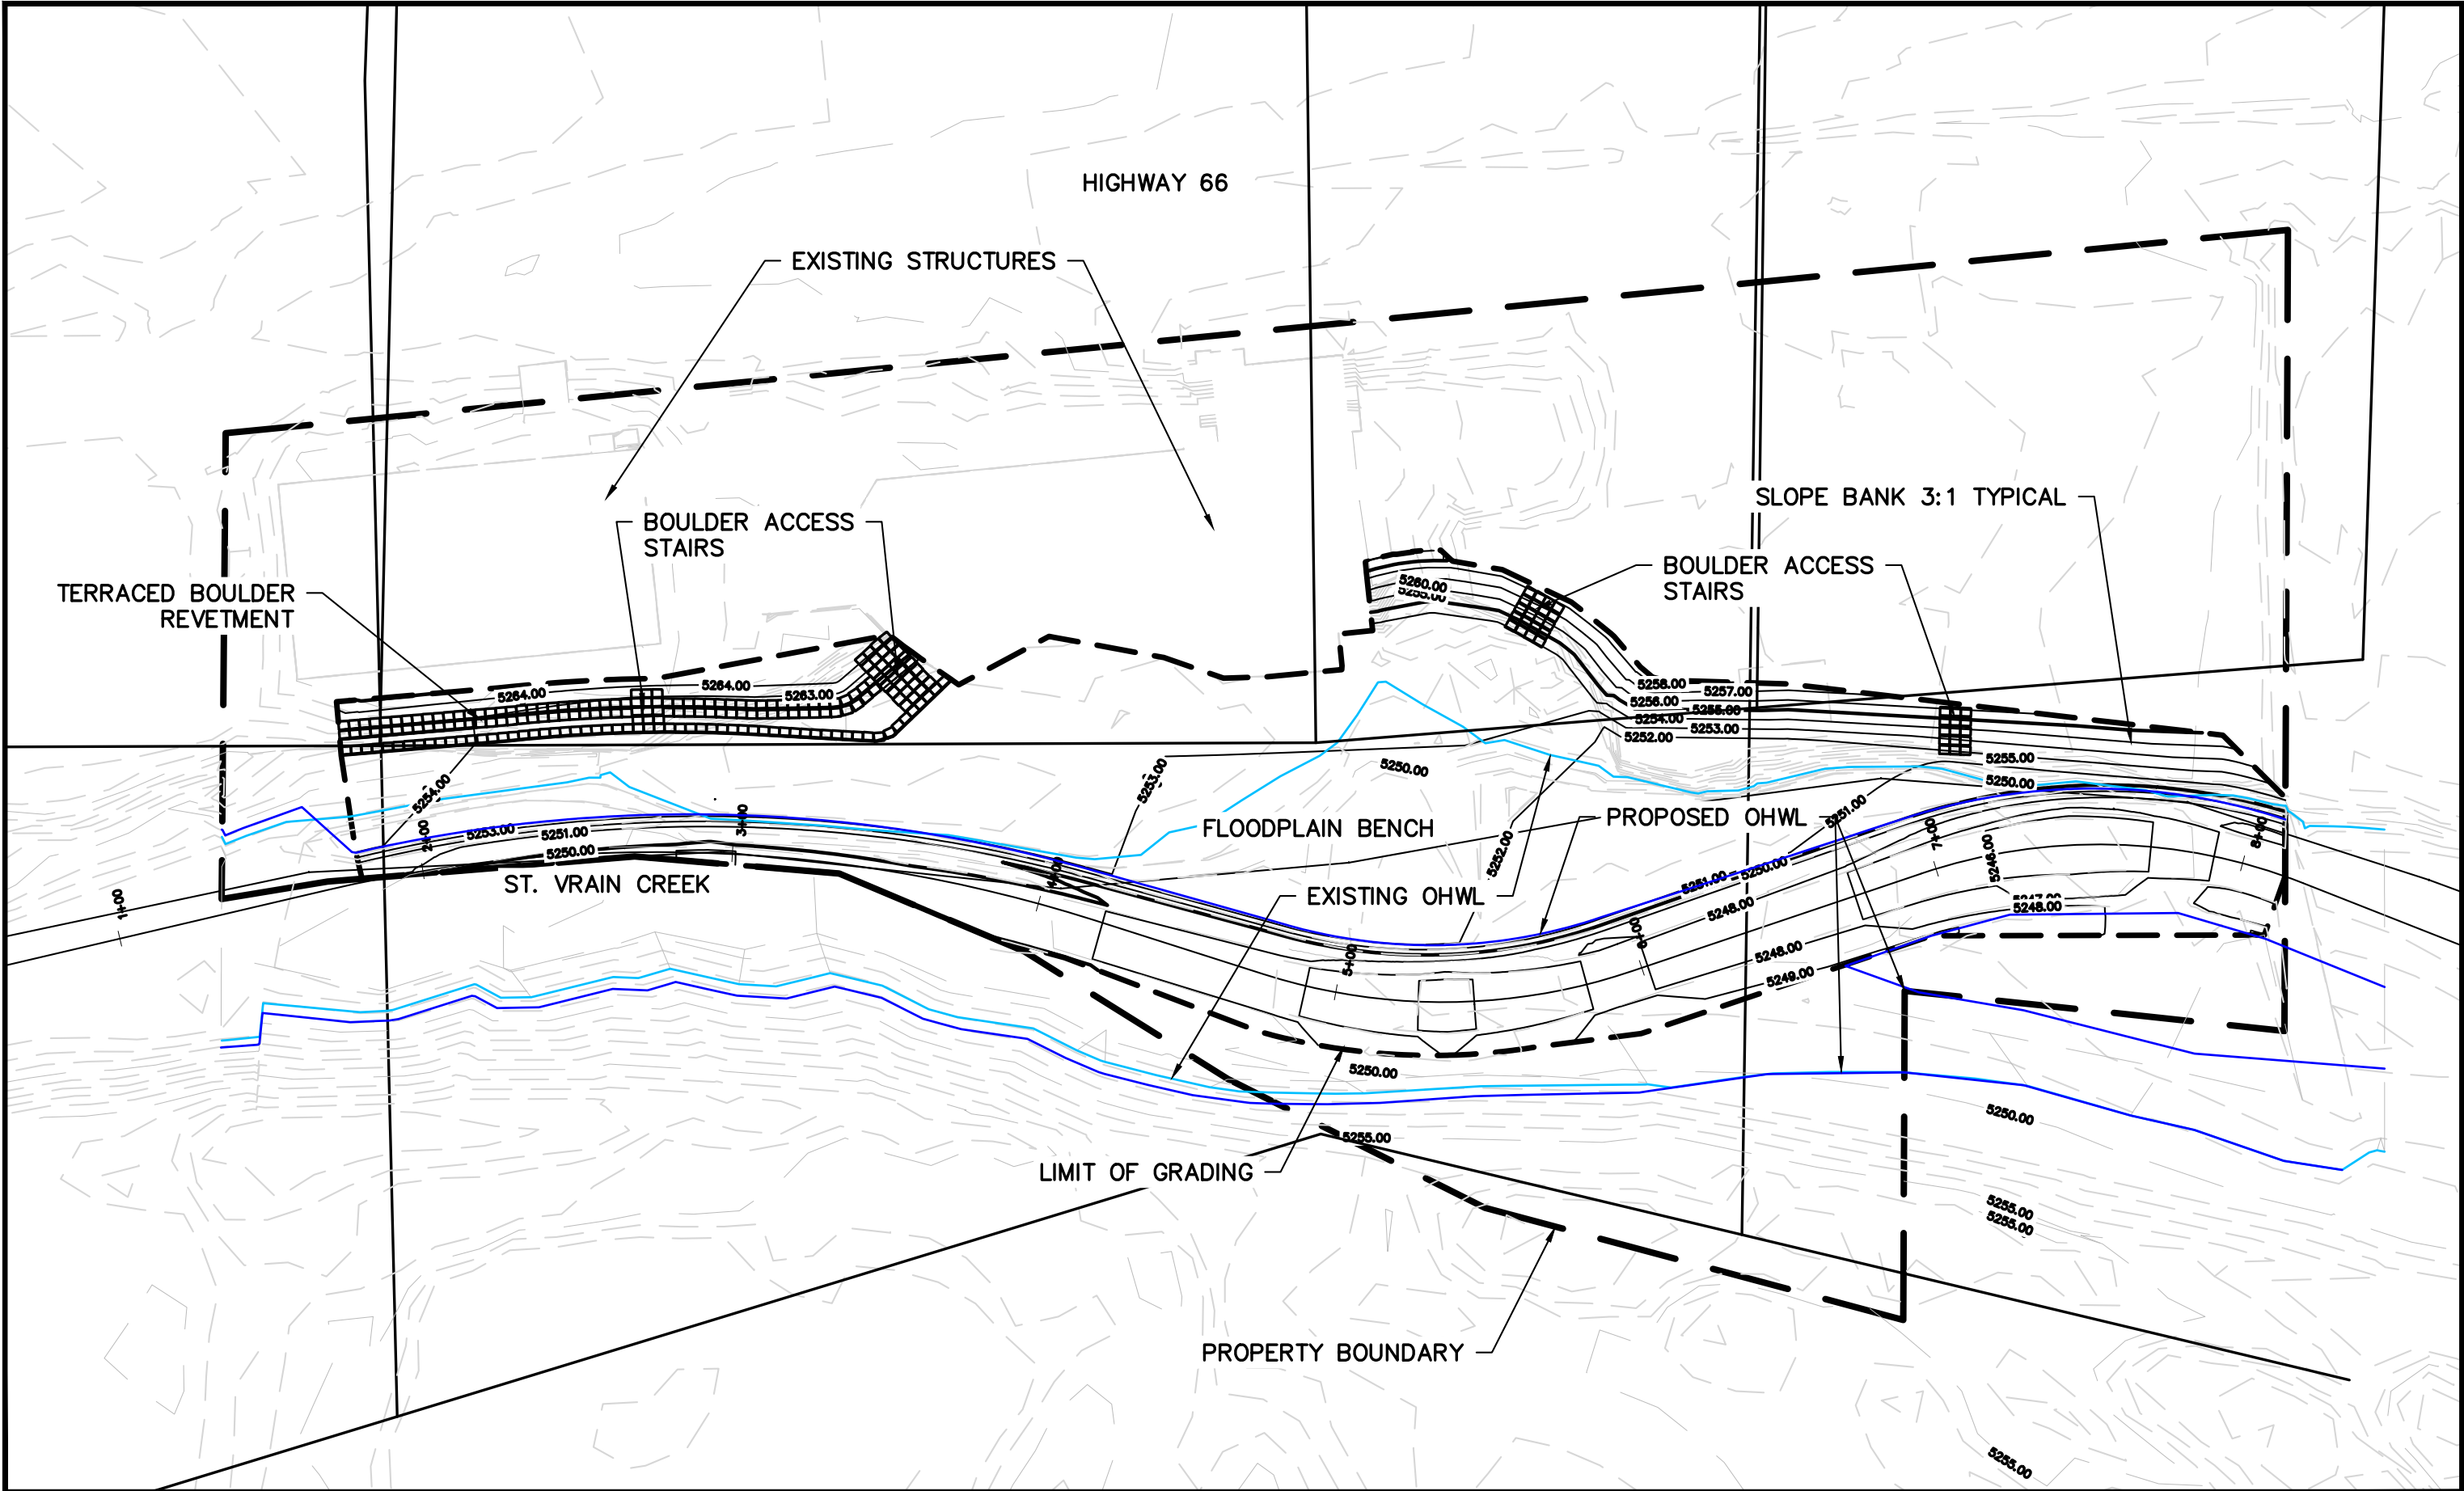 HIGHWAY 66
EXISTING STRUCTURES
SLOPE BANK 3:1 TYPICAL
BOULDER ACCESS
STAIRS
BOULDER ACCESS
STAIRS
TERRACED BOULDER
REVETMENT
5260.00
5255.00
5264.00
5264.00
5263.00
5258.00
5257.00
5256.00
5255.00
5254.00
5253.00
5252.00
5255.00
5250.00
5250.00
5253.00
5254.00
5251.00
PROPOSED OHWL
FLOODPLAIN BENCH
2+00
3+00
5253.00
5251.00
5250.00
5252.00
7+00
8+00
5246.00
ST. VRAIN CREEK
4+00
5251.00
5250.00
EXISTING OHWL
1+00
5248.00
5247.00
5248.00
6+00
5+00
5248.00
5249.00
5250.00
5250.00
5255.00
LIMIT OF GRADING
5255.00
5255.00
PROPERTY BOUNDARY
5255.00